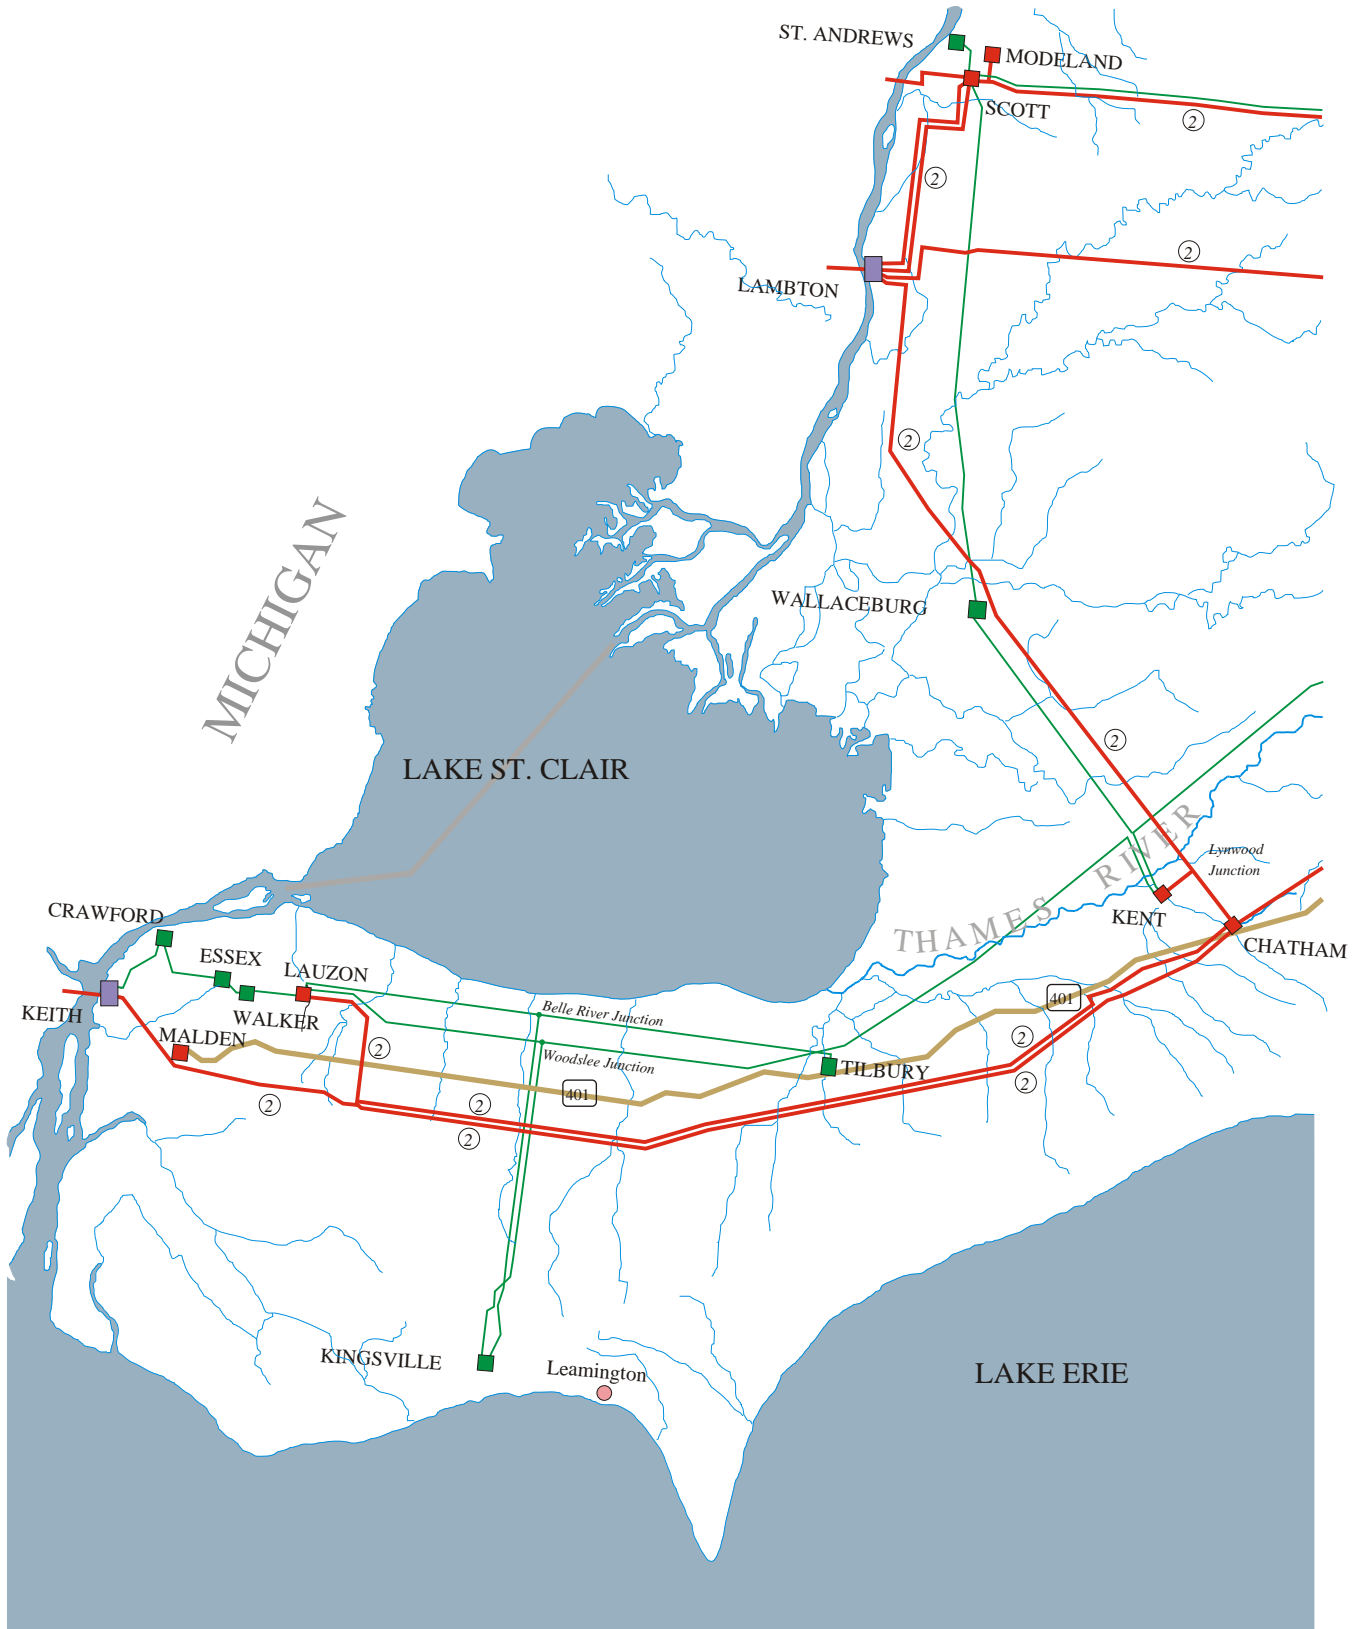 ST. ANDREWS
MODELAND
SCOTT
2
2
2
LAMBTON
2
MICHIGAN
WALLACEBURG
2
LAKE ST. CLAIR
THAMES RIVER
Lynwood
Junction
KENT
CHATHAM
CRAWFORD
ESSEX
LAUZON
KEITH
WALKER
MALDEN
Belle River Junction
Woodslee Junction
401
2
TILBURY
2
2
401
2
2
2
KINGSVILLE
Leamington
LAKE ERIE